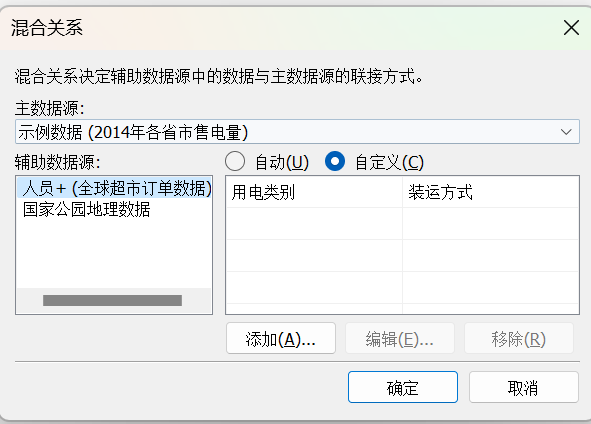 混合关系
混合关系决定辅助数据源中的数据与主数据源的联接方式。
主数据源:
示例数据 (2014年各省市售电量)
辅助数据源:
自动(U)
自定义(C)
人员+ (全球超市订单数据)
国家公园地理数据
用电类别
装运方式
添加(A)...
编辑(E)...
移除(R)
确定
取消